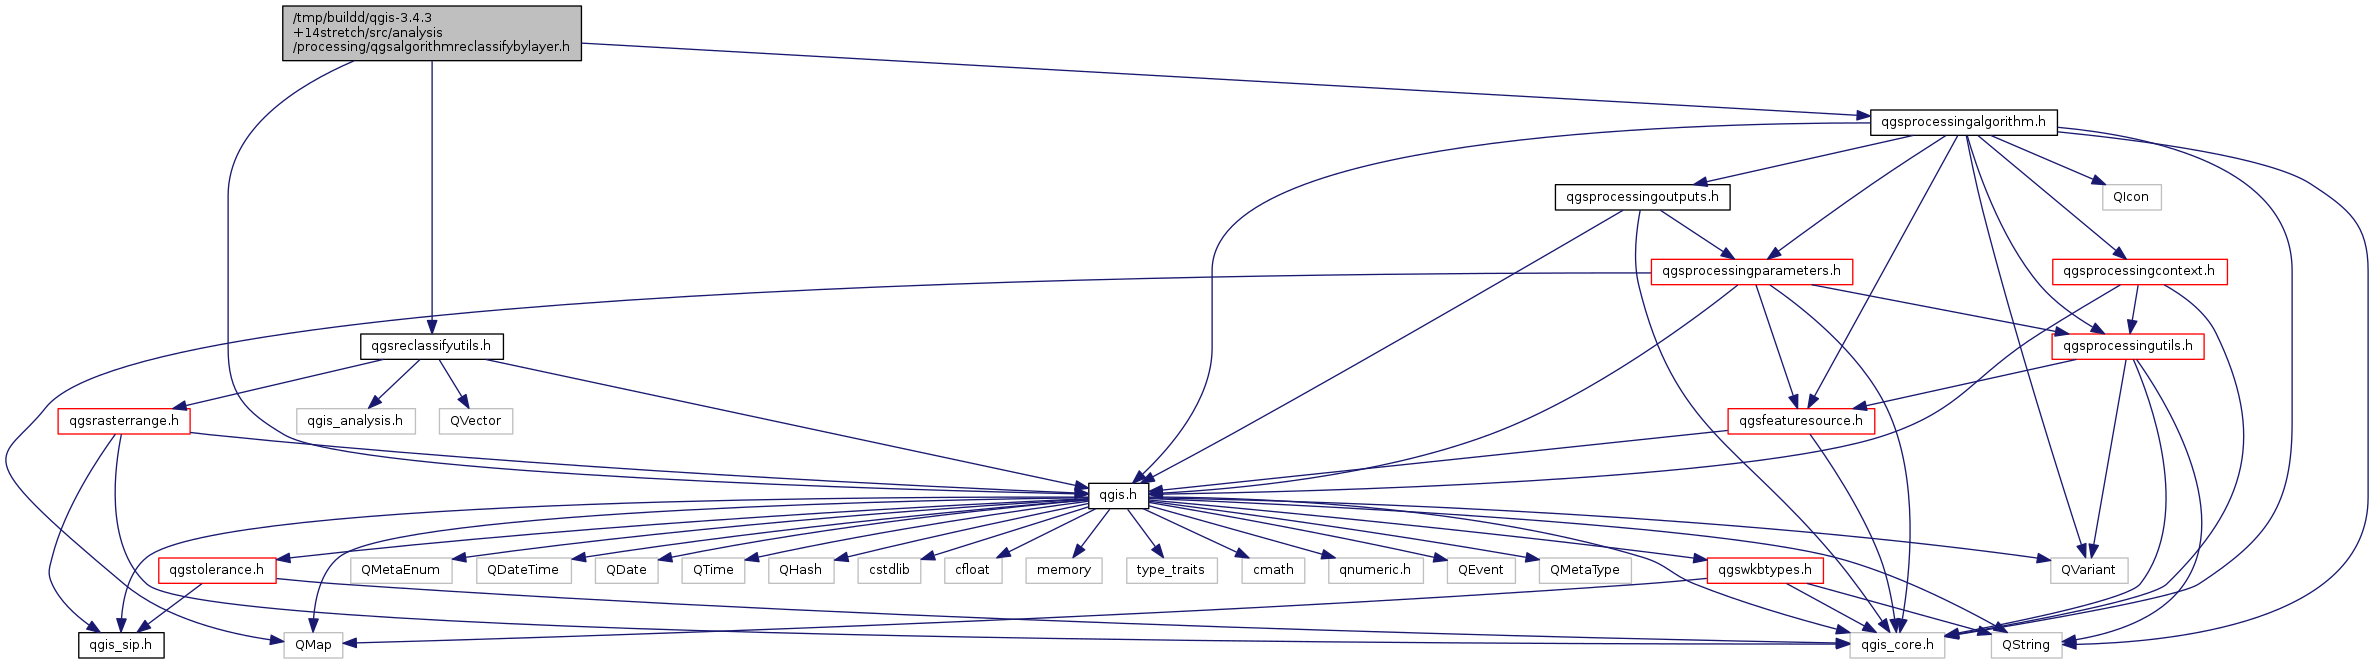 /tmp/buildd/qgis-3.4.3
+14stretch/src/analysis
/processing/qgsalgorithmreclassifybylayer.h
qgsprocessingalgorithm.h
qgsprocessingoutputs.h
QIcon
qgsprocessingparameters.h
qgsprocessingcontext.h
qgsreclassifyutils.h
qgsprocessingutils.h
qgsrasterrange.h
qgis_analysis.h
QVector
qgsfeaturesource.h
qgis.h
qgstolerance.h
QMetaEnum
QDateTime
QDate
QTime
QHash
cstdlib
cfloat
memory
type_traits
cmath
qnumeric.h
QEvent
QMetaType
qgswkbtypes.h
QVariant
qgis_sip.h
QMap
qgis_core.h
QString